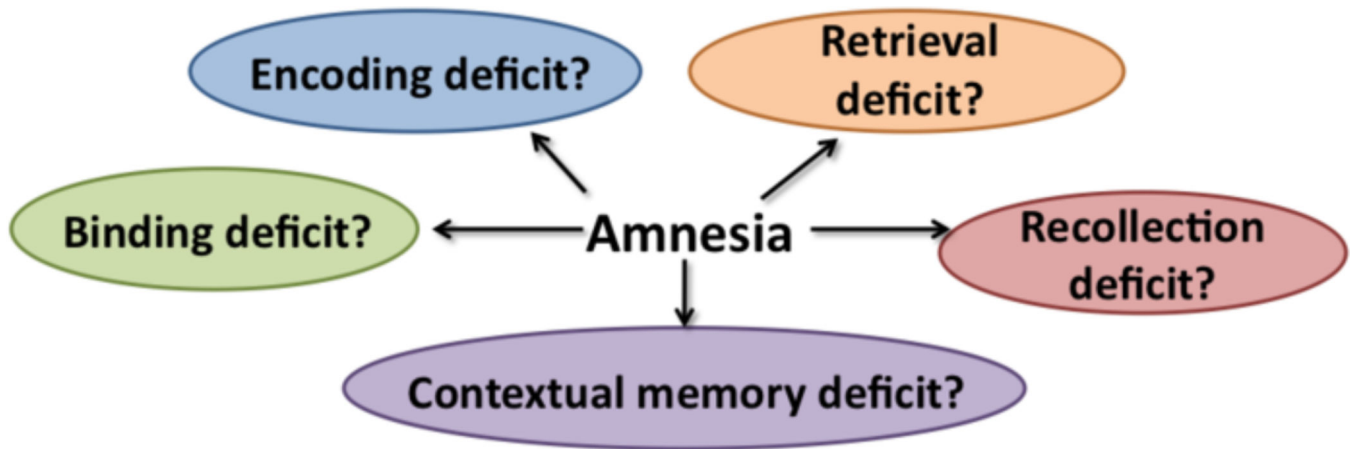 Encoding deficit?
Retrieval
deficit?
Binding deficit?
Amnesia
Recollection
deficit?
Contextual memory deficit?